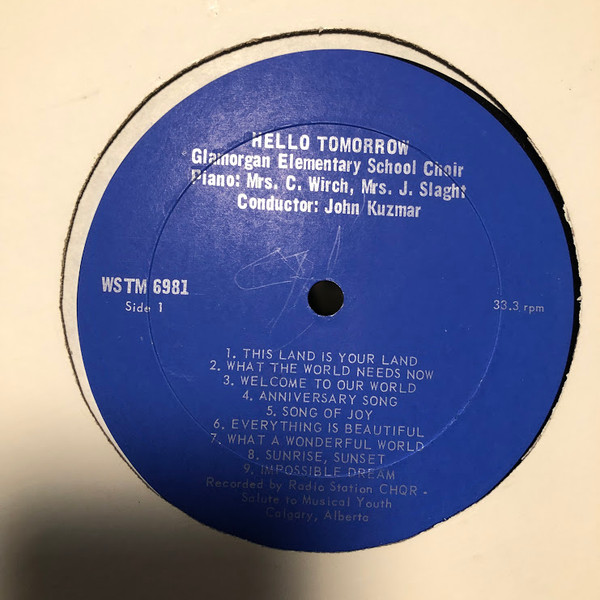 HELLO TOMORROW
Glamorgan Elementary School Choir
Piano: Mrs. C. Wirch, Mrs. J. Slaght
Conductor: John Kuzmar
WSTM 6981
Side 1
33.3 rpm
1. THIS LAND IS YOUR LAND
2. WHAT THE WORLD NEEDS NOW
3. WELCOME TO OUR WORLD
4. ANNIVERSARY SONG
5. SONG OF JOY
6. EVERYTHING IS BEAUTIFUL
7. WHAT A WONDERFUL WORLD
8. SUNRISE, SUNSET
9. IMPOSSIBLE DREAM
Recorded by Radio Station CHQR -
Salute to Musical Youth
Calgary, Alberta